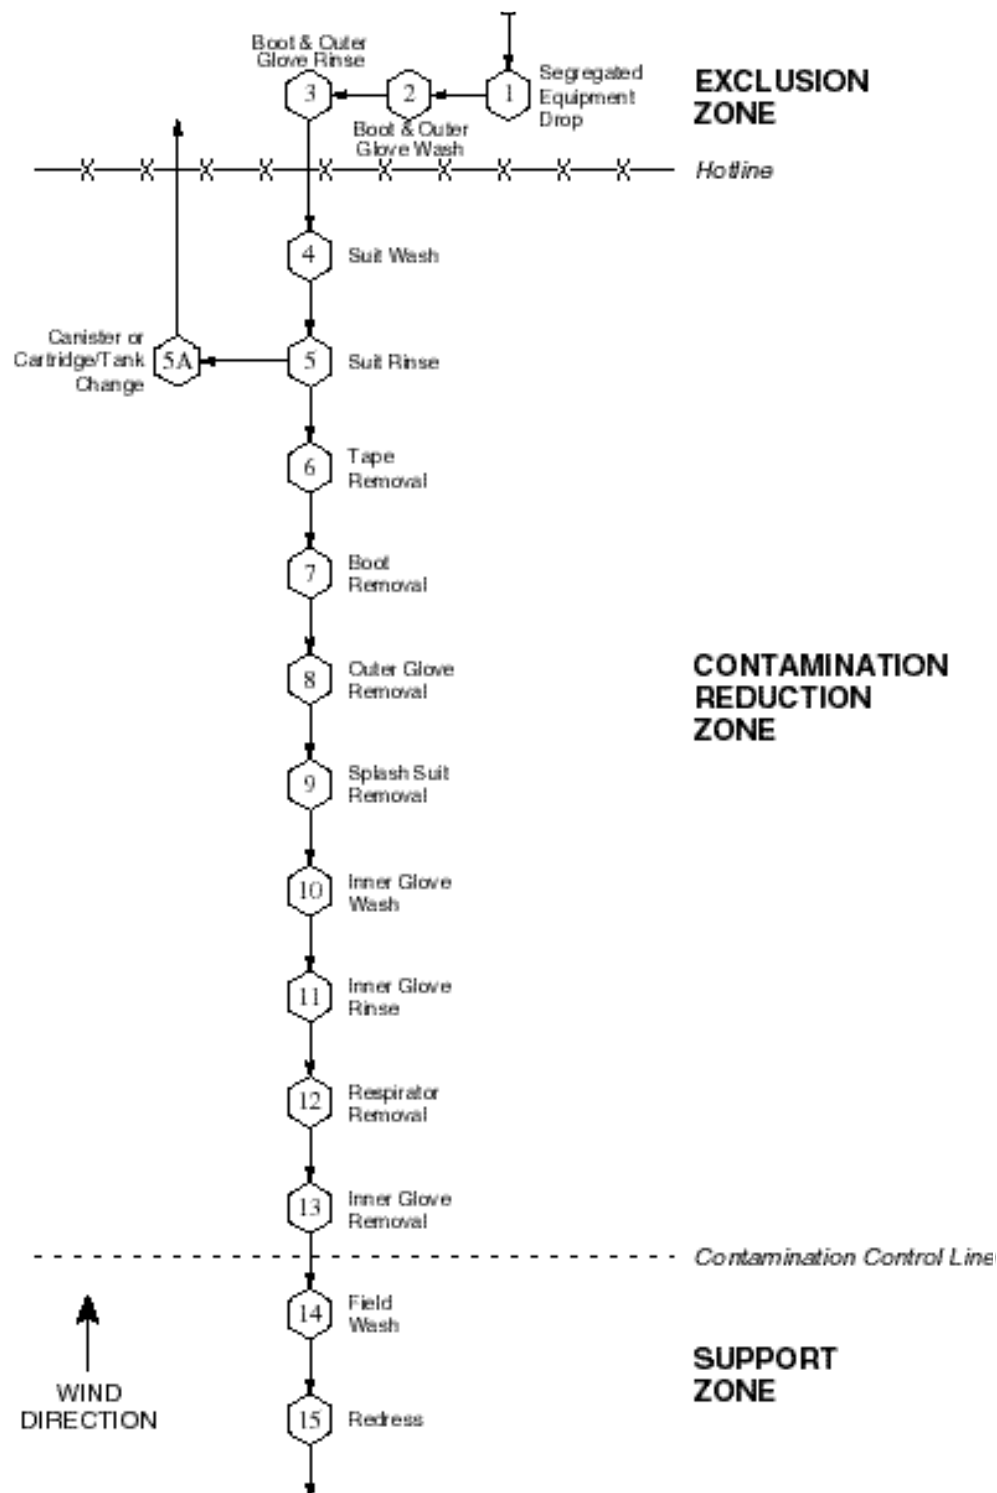 Boot & Outer
Glove Rinse
3
2
1
Segregated
Equipment
Drop
Boot & Outer
Glove Wash
EXCLUSION
ZONE
Hotline
4
Suit Wash
Canister or
Cartridge/Tank
Change
5A
5
Suit Rinse
6
Tape
Removal
7
Boot
Removal
8
Outer Glove
Removal
CONTAMINATION
REDUCTION
ZONE
9
Splash Suit
Removal
10
Inner Glove
Wash
11
Inner Glove
Rinse
12
Respirator
Removal
13
Inner Glove
Removal
Contamination Control Line
14
Field
Wash
WIND
DIRECTION
SUPPORT
ZONE
15
Redress